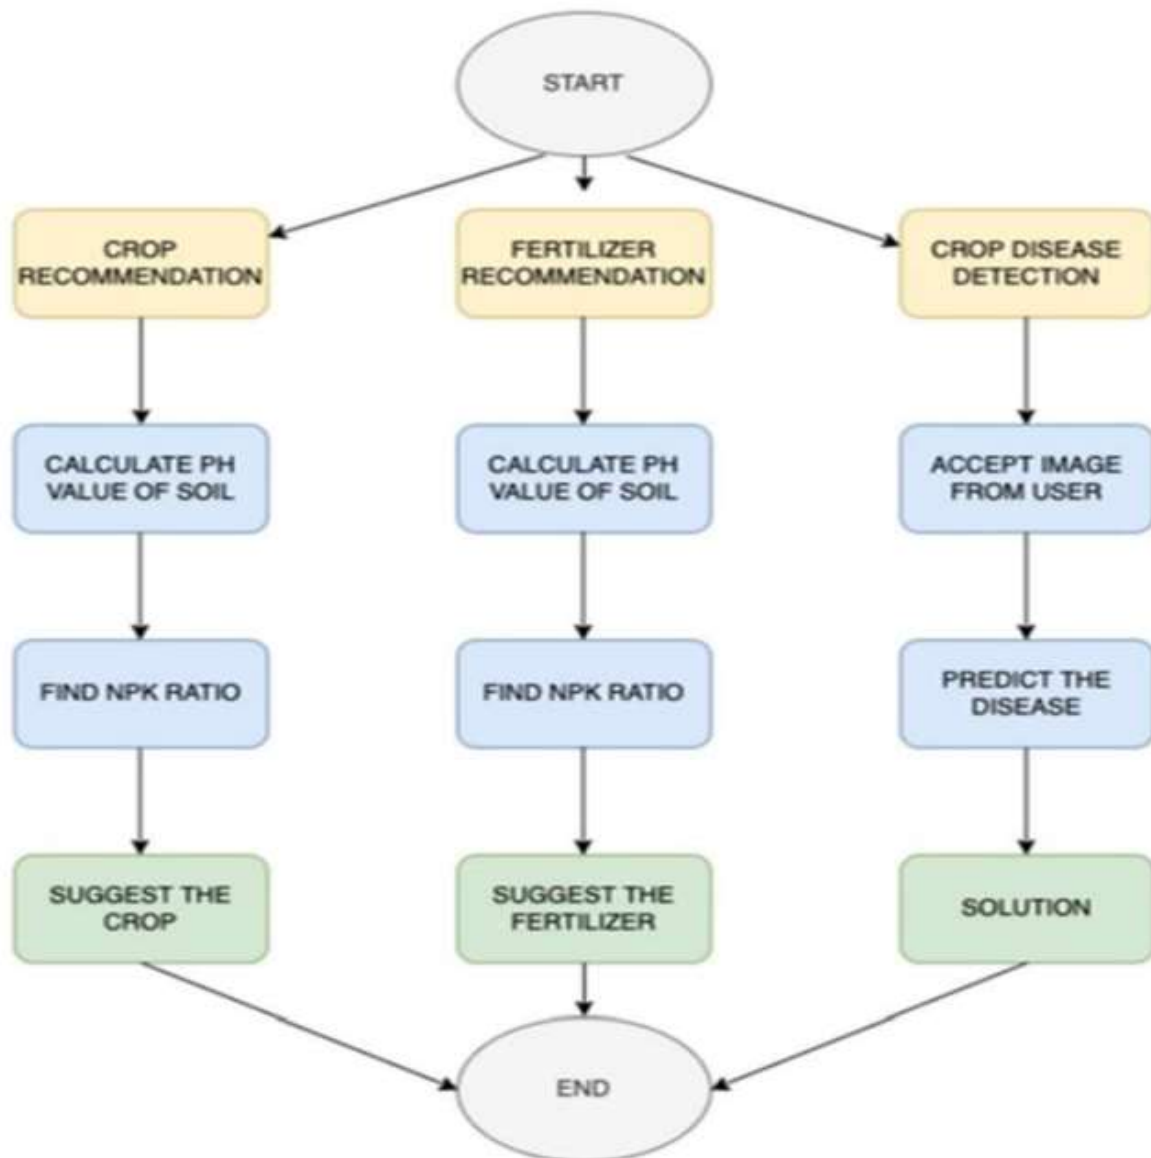 START
CROP
RECOMMENDATION
FERTILIZER
RECOMMENDATION
CROP DISEASE
DETECTION
CALCULATE PH
VALUE OF SOIL
CALCULATE PH
VALUE OF SOIL
ACCEPT IMAGE
FROM USER
FIND NPK RATIO
FIND NPK RATIO
PREDICT THE
DISEASE
SUGGEST THE
CROP
SUGGEST THE
FERTILIZER
SOLUTION
END